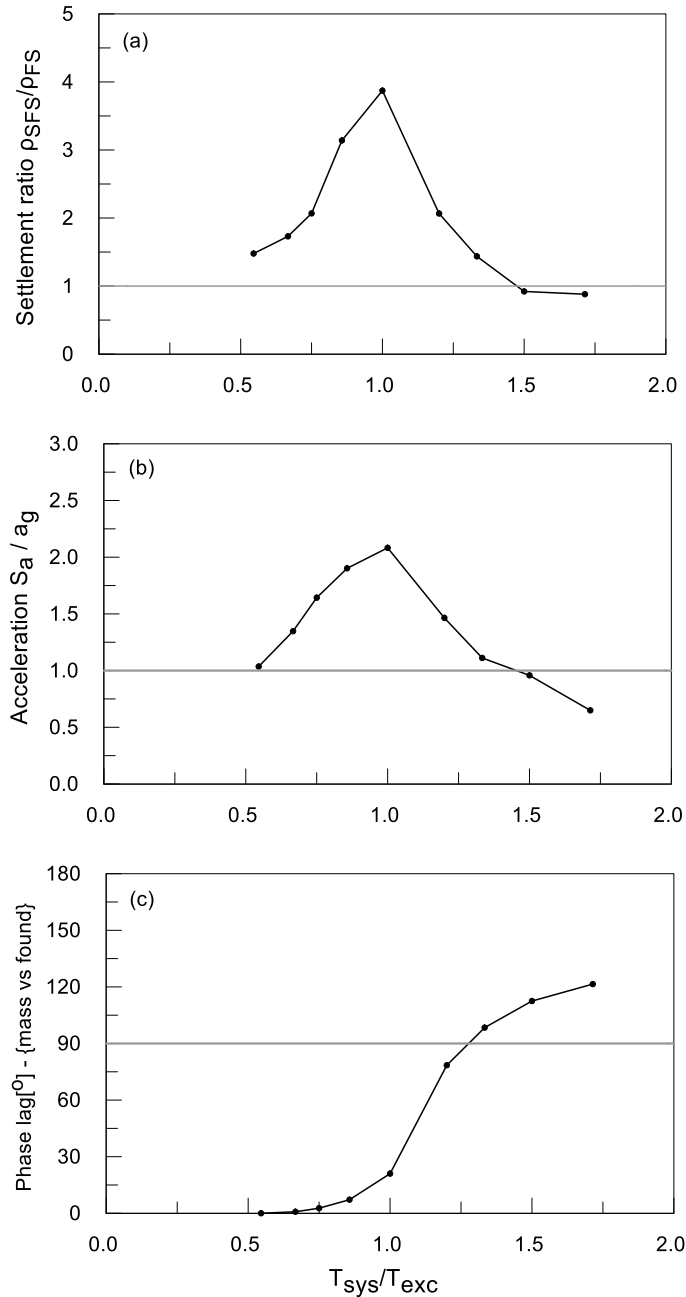 (a)
Settlement ratio ρSFS/ρFS
5
4
3
2
1
0
0.0 0.5 1.0 1.5 2.0
(b)
Acceleration Sa / ag
3.0
2.5
2.0
1.5
1.0
0.5
0.0
0.0 0.5 1.0 1.5 2.0
(c)
Phase lag[o] - {mass vs found}
180
150
120
90
60
30
0
0.0 0.5 1.0 1.5 2.0
Tsys/Texc